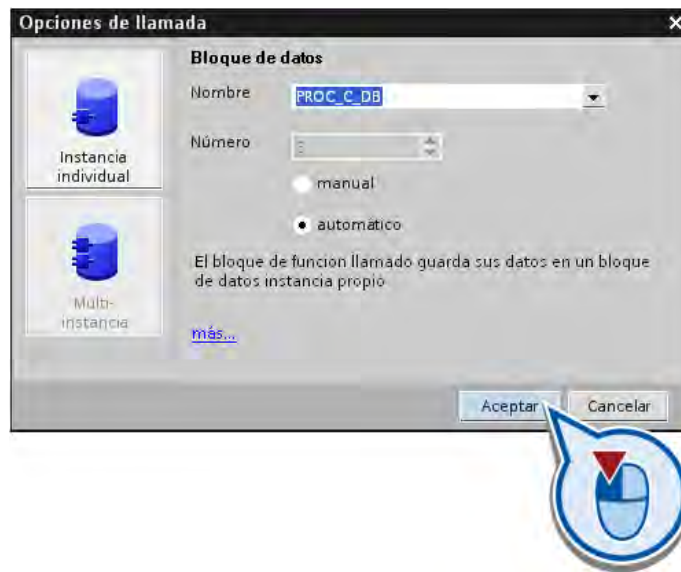 Opciones de llamada
Bloque de datos
Nombre
PROC_C_DB
Número
Instancia
individual
manual
automático
El bloque de función llamado guarda sus datos en un bloque
de datos instancia propio
Multi-
instancia
más...
Aceptar
Cancelar